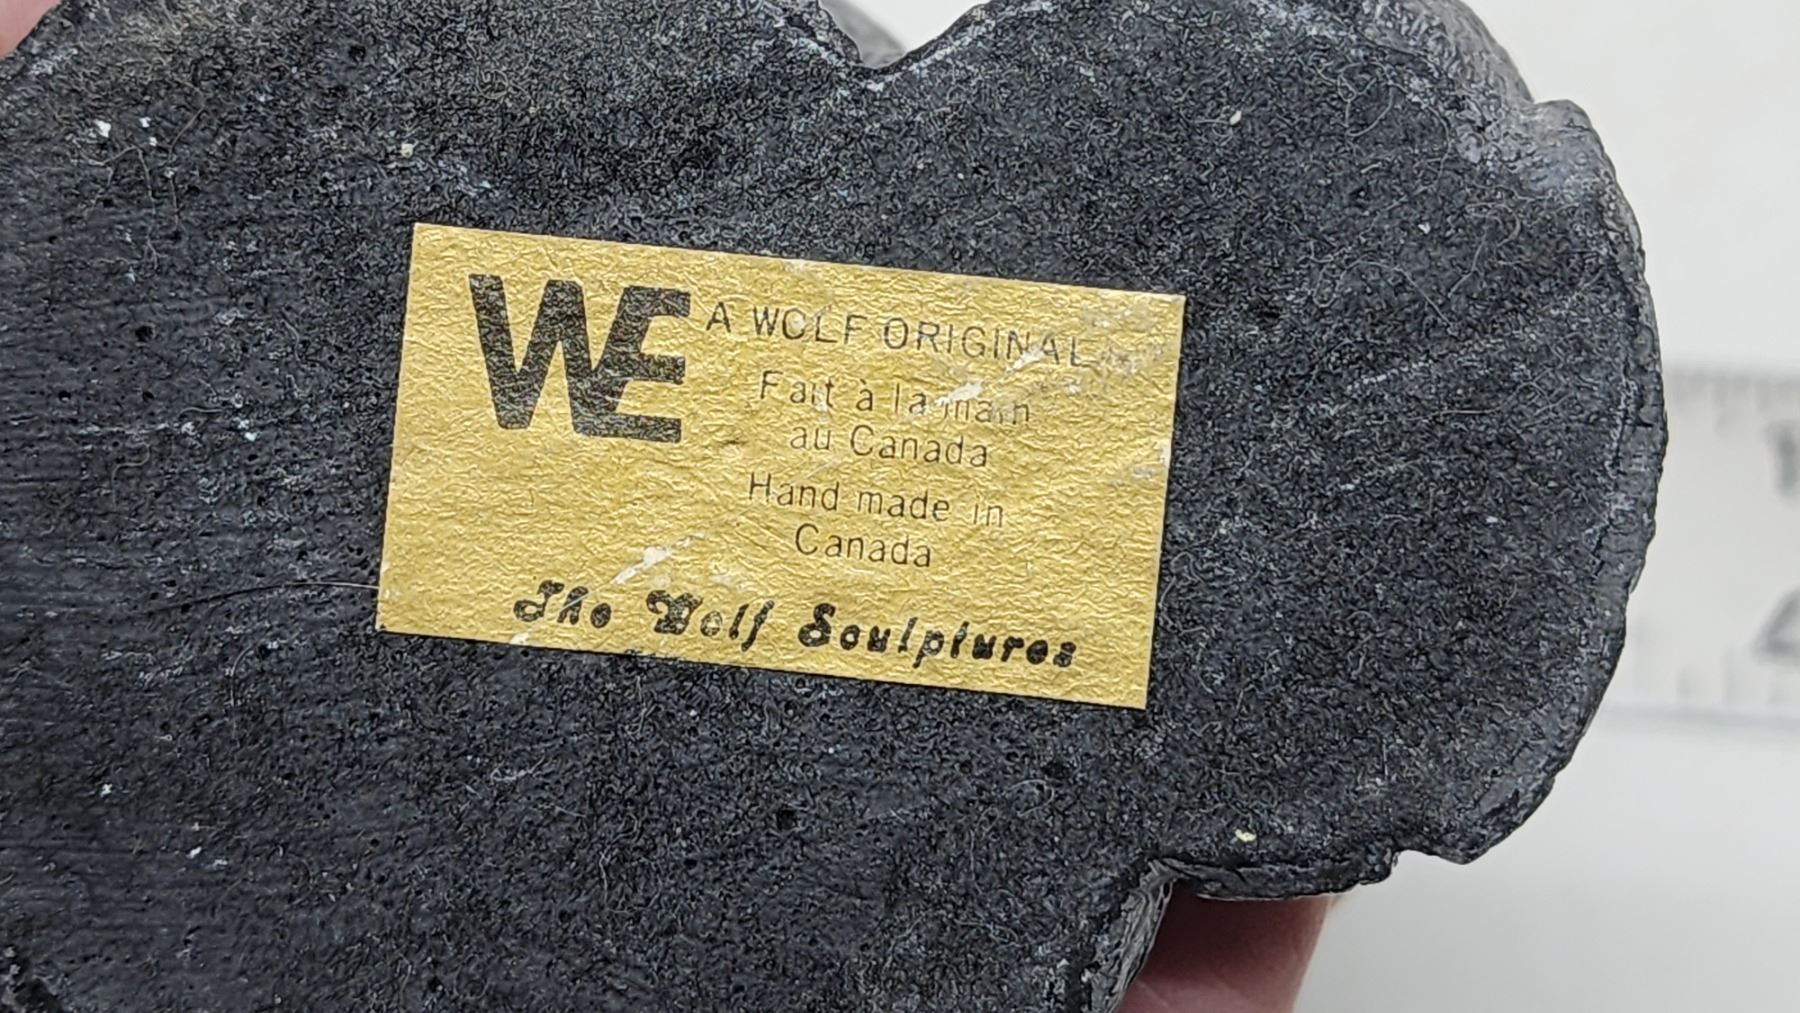 WE A WOLF ORIGINAL
Fait à la main
au Canada
Hand made in
Canada
The Wolf Sculptures